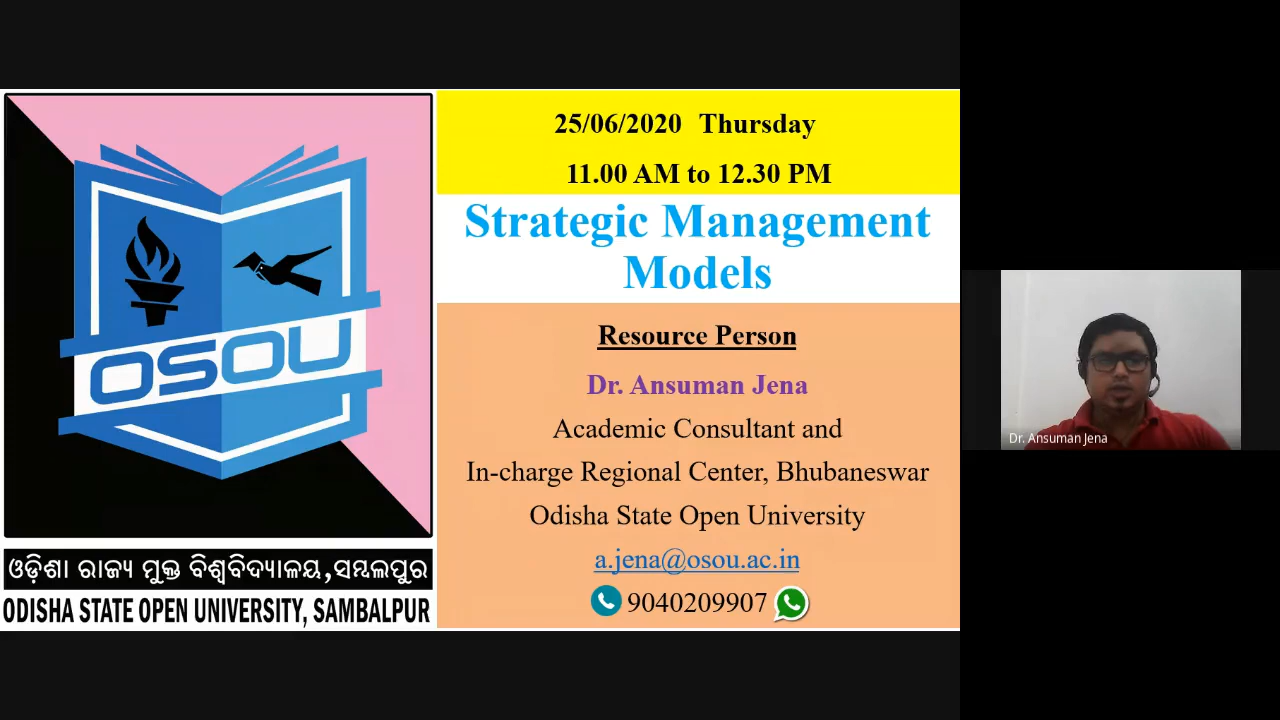 25/06/2020 Thursday
11.00 AM to 12.30 PM
Strategic Management
Models
Resource Person
Dr. Ansuman Jena
Academic Consultant and
In-charge Regional Center, Bhubaneswar
Odisha State Open University
a.jena@osou.ac.in
9040209907
OSOU
ଓଡ଼ିଶା ରାଜ୍ୟ ମୁକ୍ତ ବିଶ୍ୱବିଦ୍ୟାଳୟ,ସମ୍ବଲପୁର
ODISHA STATE OPEN UNIVERSITY, SAMBALPUR
Dr. Ansuman Jena